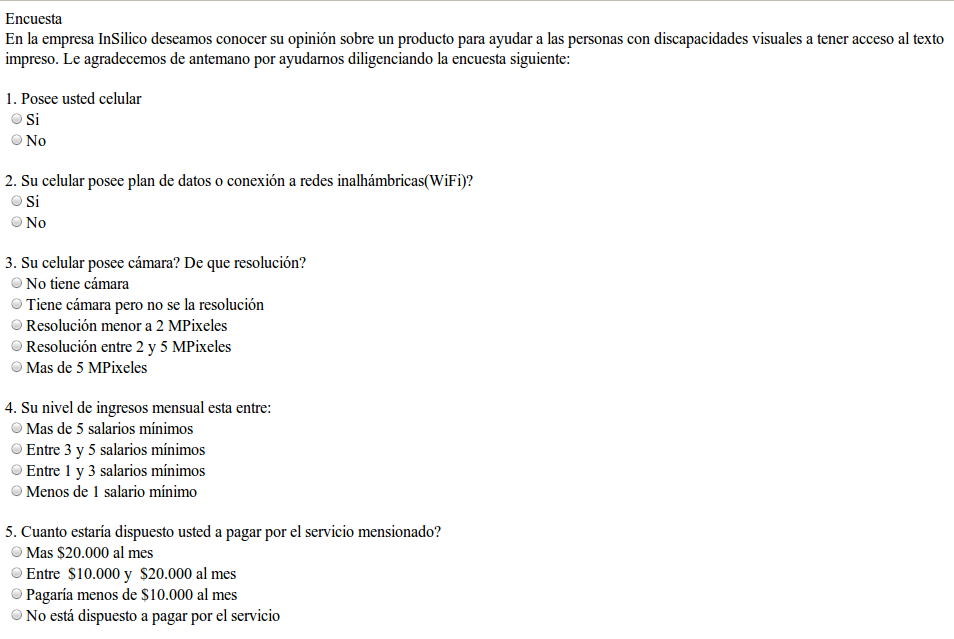 Encuesta
En la empresa InSilico deseamos conocer su opinión sobre un producto para ayudar a las personas con discapacidades visuales a tener acceso al texto
impreso. Le agradecemos de antemano por ayudarnos diligenciando la encuesta siguiente:
1. Posee usted celular
Si
No
2. Su celular posee plan de datos o conexión a redes inalhámbricas(WiFi)?
Si
No
3. Su celular posee cámara? De que resolución?
No tiene cámara
Tiene cámara pero no se la resolución
Resolución menor a 2 MPixeles
Resolución entre 2 y 5 MPixeles
Mas de 5 MPixeles
4. Su nivel de ingresos mensual esta entre:
Mas de 5 salarios mínimos
Entre 3 y 5 salarios mínimos
Entre 1 y 3 salarios mínimos
Menos de 1 salario mínimo
5. Cuanto estaría dispuesto usted a pagar por el servicio mensionado?
Mas $20.000 al mes
Entre  $10.000 y  $20.000 al mes
Pagaría menos de $10.000 al mes
No está dispuesto a pagar por el servicio